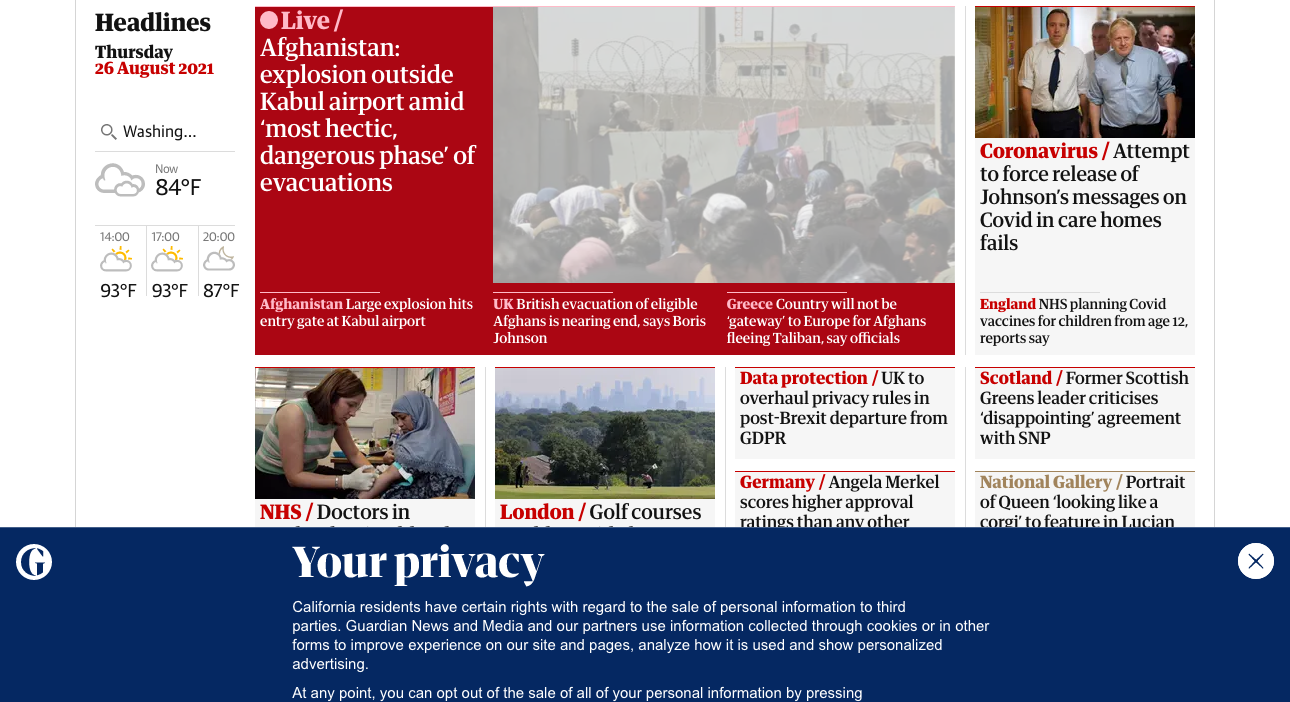 Headlines
Thursday
26 August 2021
Washing...
Now
84°F
14:00
17:00
20:00
93°F
93°F
87°F
Live /
Afghanistan:
explosion outside
Kabul airport amid
‘most hectic,
dangerous phase’ of
evacuations
Afghanistan Large explosion hits
entry gate at Kabul airport
UK British evacuation of eligible
Afghans is nearing end, says Boris
Johnson
Greece Country will not be
‘gateway’ to Europe for Afghans
fleeing Taliban, say officials
Coronavirus / Attempt
to force release of
Johnson’s messages on
Covid in care homes
fails
England NHS planning Covid
vaccines for children from age 12,
reports say
NHS / Doctors in
London / Golf courses
Data protection / UK to
overhaul privacy rules in
post-Brexit departure from
GDPR
Germany / Angela Merkel
scores higher approval
ratings than any other
Scotland / Former Scottish
Greens leader criticises
‘disappointing’ agreement
with SNP
National Gallery / Portrait
of Queen ‘looking like a
corgi’ to feature in Lucian
Your privacy
California residents have certain rights with regard to the sale of personal information to third
parties. Guardian News and Media and our partners use information collected through cookies or in other
forms to improve experience on our site and pages, analyze how it is used and show personalized
advertising.
At any point, you can opt out of the sale of all of your personal information by pressing